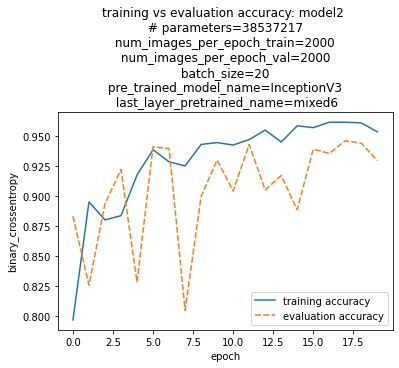 training vs evaluation accuracy: model2
# parameters=38537217
num_images_per_epoch_train=2000
num_images_per_epoch_val=2000
batch_size=20
pre_trained_model_name=InceptionV3
last_layer_pretrained_name=mixed6
binary_crossentropy
0.950
0.925
0.900
0.875
0.850
0.825
0.800
training accuracy
evaluation accuracy
0.0 2.5 5.0 7.5 10.0 12.5 15.0 17.5
epoch